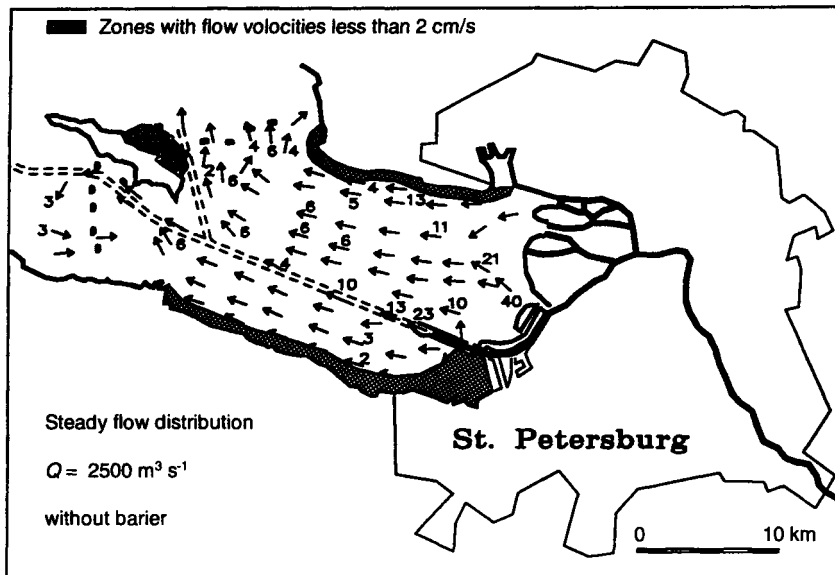 Zones with flow volocities less than 2 cm/s
4 6 4
2 6
4
13
5
3
6
6
11
3
6
6
6
21
4
10
40
13 23 10
3
2
Steady flow distribution
St. Petersburg
Q = 2500 m³ s⁻¹
without barier
0 10 km